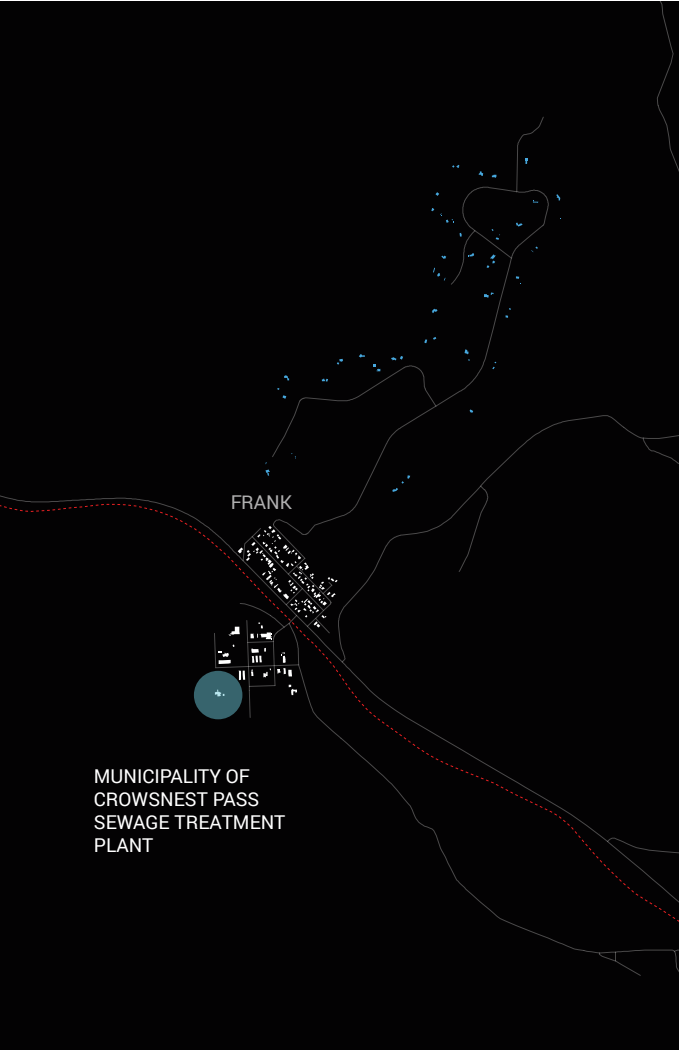 FRANK
MUNICIPALITY OF
CROWSNEST PASS
SEWAGE TREATMENT
PLANT